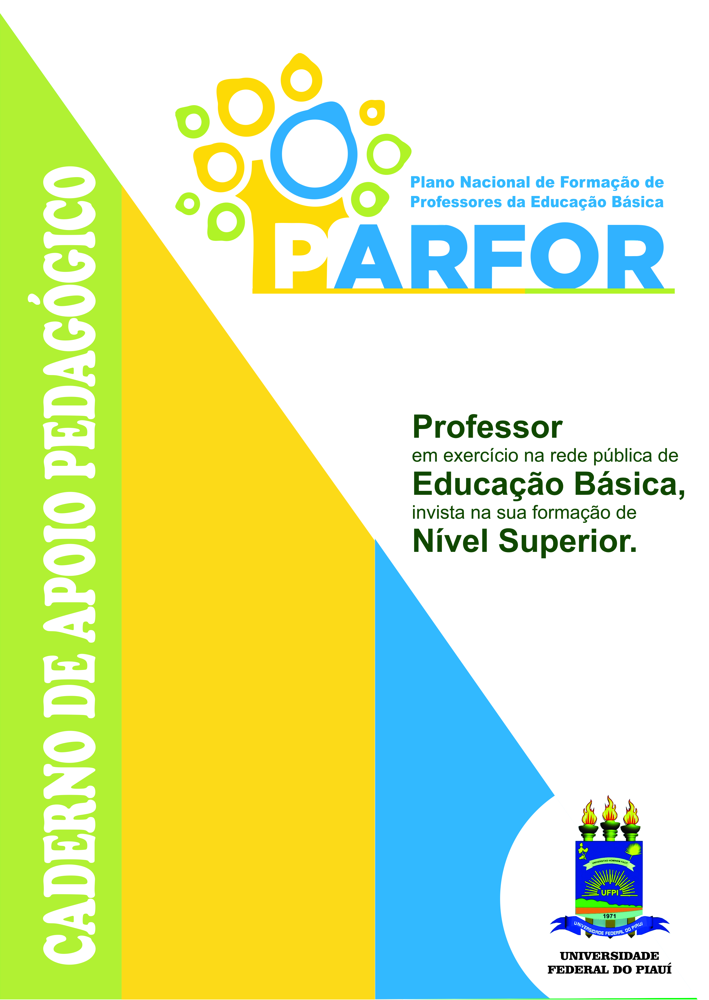 CADERNO DE APOIO PEDAGÓGICO
Plano Nacional de Formação de
Professores da Educação Básica
PARFOR
Professor
em exercício na rede pública de
Educação Básica,
invista na sua formação de
Nível Superior.
UNIVERSITAS HOMINEM FACIT
UFPI
1971
UNIVERSIDADE FEDERAL DO PIAUI
UNIVERSIDADE
FEDERAL DO PIAUÍ